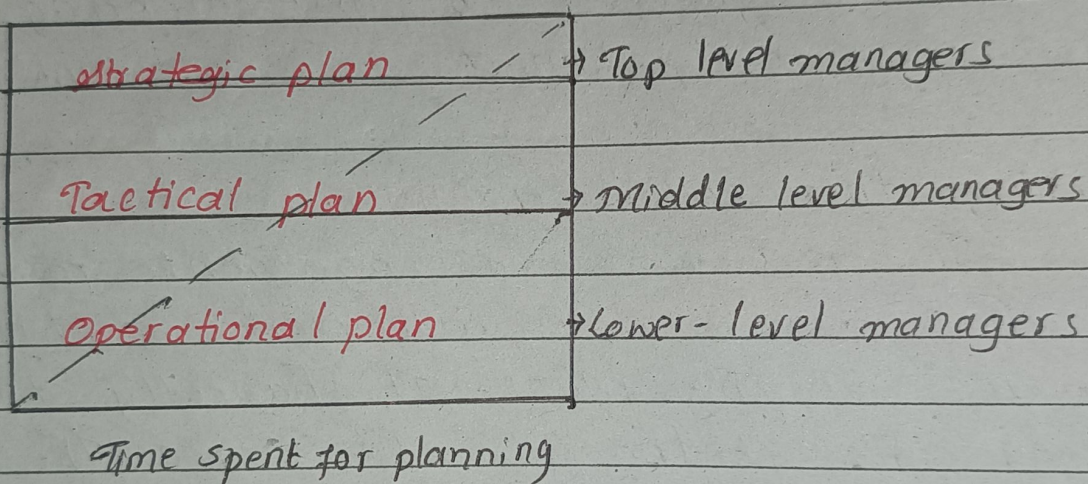 Strategic plan → Top level managers
Tactical plan → Middle level managers
Operational plan → Lower-level managers
Time spent for planning